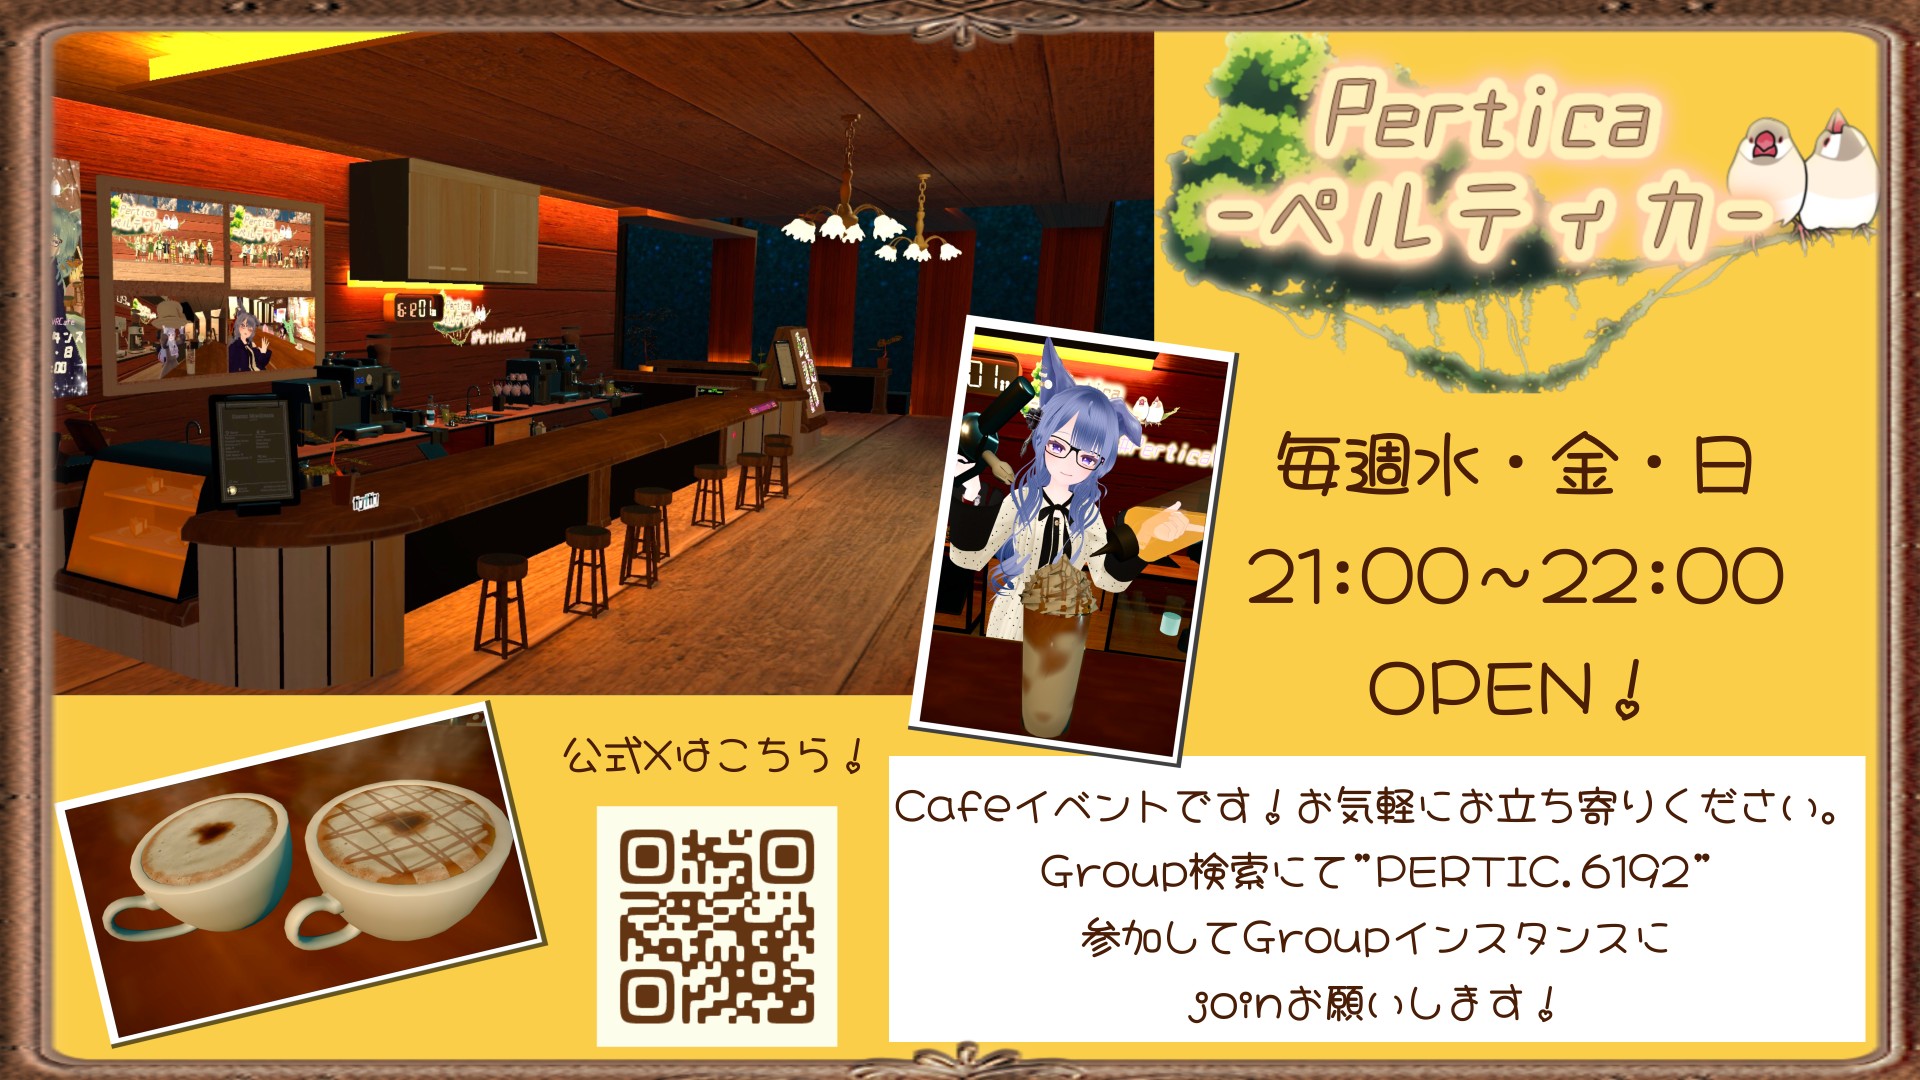 Pertica
-ペルティカ-
@PerticaVRCafe
毎週水・金・日
21:00~22:00
OPEN!
公式Xはこちら!
Cafeイベントです!お気軽にお立ち寄りください。
Group検索にて"PERTIC.6192"
参加してGroupインスタンスに
joinお願いします!